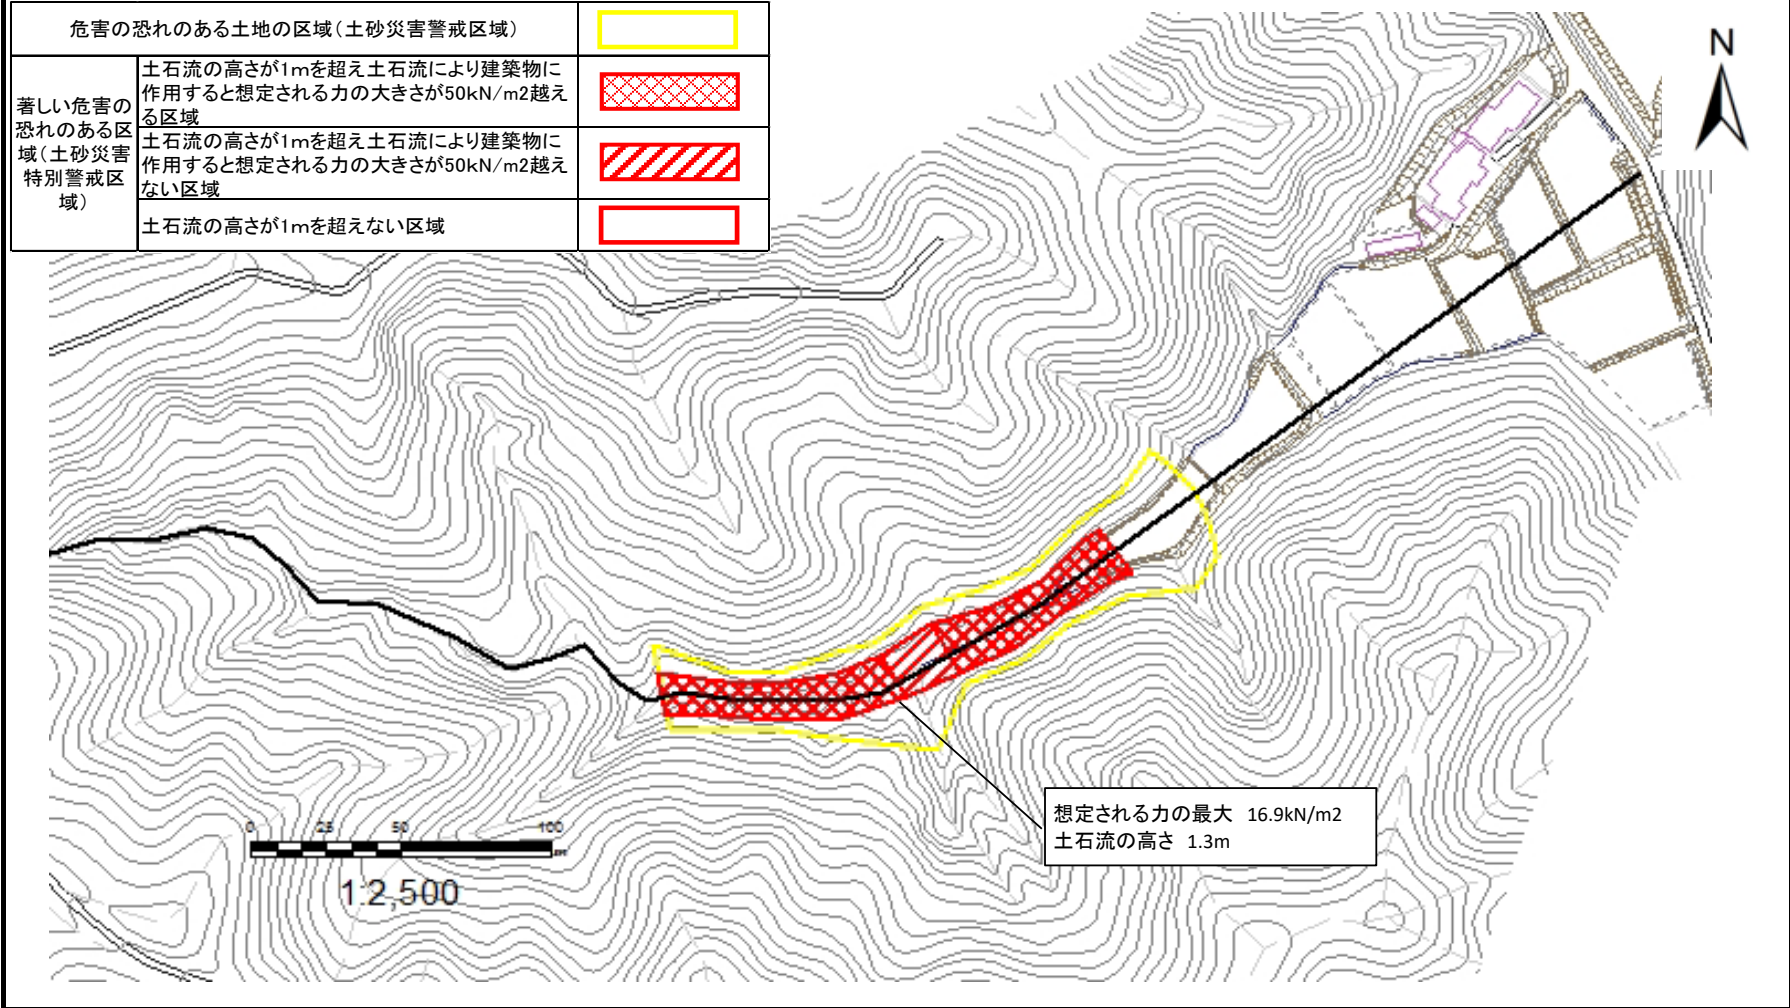 危害の恐れのある土地の区域(土砂災害警戒区域)
著しい危害の
恐れのある区
域(土砂災害
特別警戒区
域)
土石流の高さが1mを超え土石流により建築物に
作用すると想定される力の大きさが50kN/m2越え
る区域
土石流の高さが1mを超え土石流により建築物に
作用すると想定される力の大きさが50kN/m2越え
ない区域
土石流の高さが1mを超えない区域
N
想定される力の最大 16.9kN/m2
土石流の高さ 1.3m
0 25 50 100
1:2,500